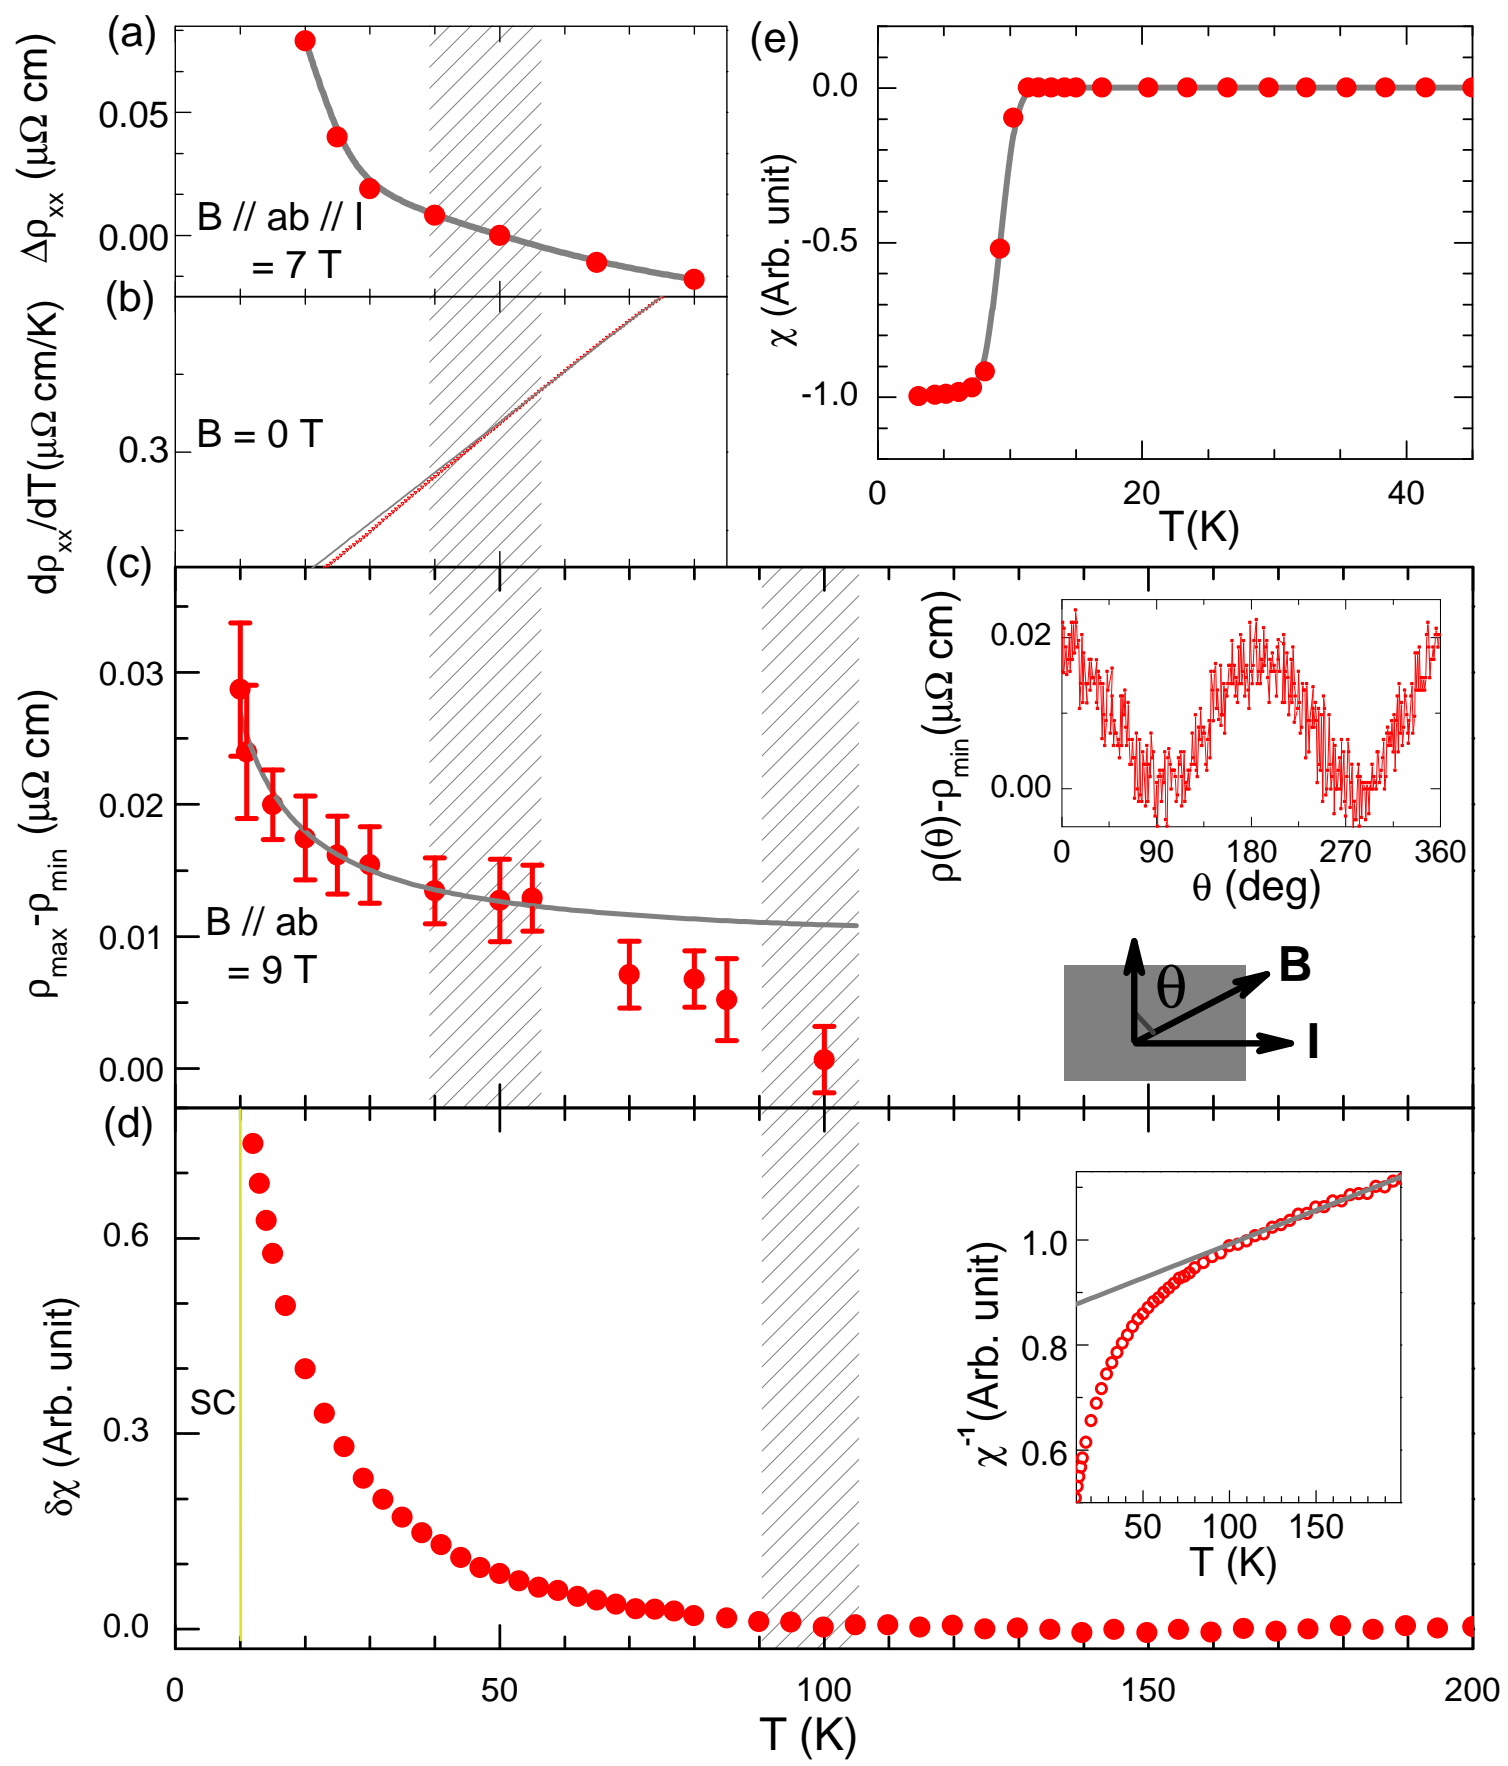 (a)
Δρxx (μΩ cm)
0.05
0.00
B // ab // I
= 7 T
(b)
dρxx/dT(μΩ cm/K)
0.3
B = 0 T
(e)
χ (Arb. unit)
0.0
-0.5
-1.0
0 20 40
T(K)
(c)
ρmax-ρmin (μΩ cm)
0.03
0.02
0.01
0.00
B // ab
= 9 T
ρ(θ)-ρmin(μΩ cm)
0.02
0.00
0 90 180 270 360
θ (deg)
θ
B
I
(d)
δχ (Arb. unit)
0.6
0.3
0.0
SC
χ-1 (Arb. unit)
1.0
0.8
0.6
50 100 150
T (K)
0 50 100 150 200
T (K)